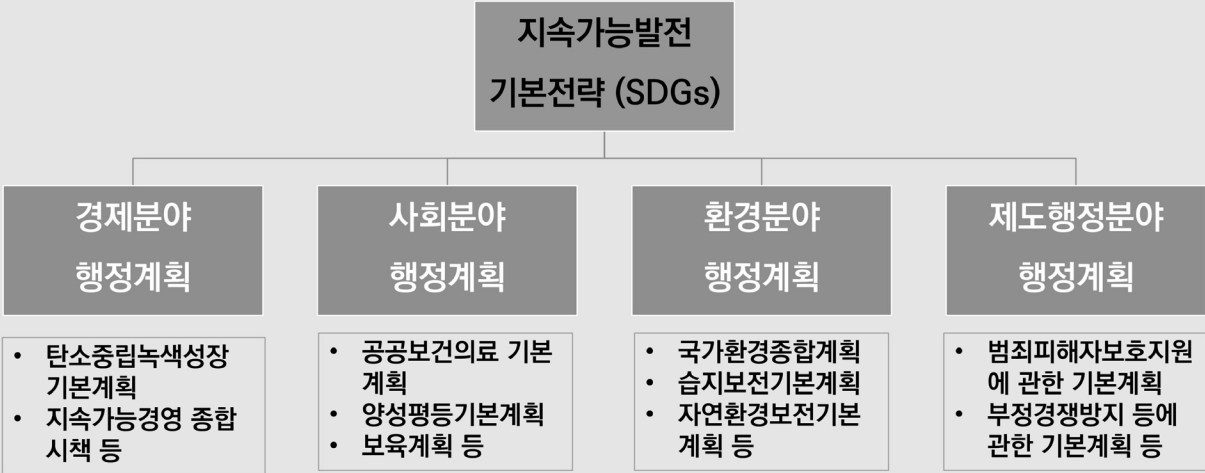 지속가능발전
기본전략 (SDGs)
경제분야
행정계획
사회분야
행정계획
환경분야
행정계획
제도행정분야
행정계획
• 탄소중립녹색성장
기본계획
• 지속가능경영 종합
시책 등
• 공공보건의료 기본
계획
• 양성평등기본계획
• 보육계획 등
• 국가환경종합계획
• 습지보전기본계획
• 자연환경보전기본
계획 등
• 범죄피해자보호지원
에 관한 기본계획
• 부정경쟁방지 등에
관한 기본계획 등